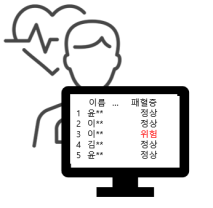 이름 ... 패혈증
1 윤** 정상
2 이** 정상
3 이** 위험
4 김** 정상
5 윤** 정상